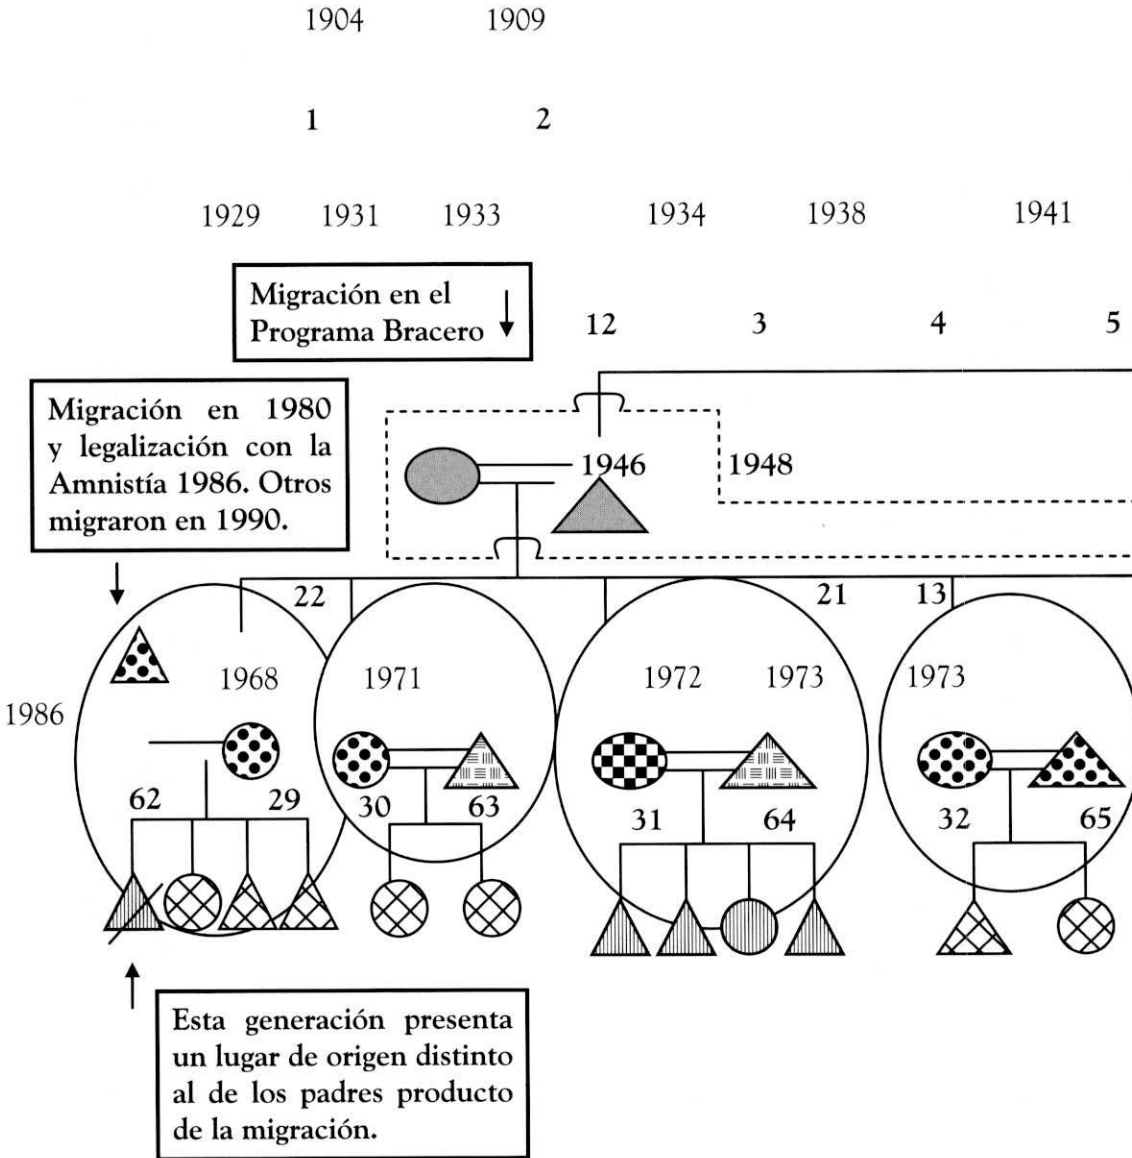 1904 1909
1 2
1929 1931 1933 1934 1938 1941
Migración en el
Programa Bracero
12 3 4 5
Migración en 1980
y legalización con la
Amnistía 1986. Otros
migraron en 1990.
1946 1948
22 21 13
1968 1971 1972 1973 1973
1986
62 29 30 63 31 64 32 65
Esta generación presenta
un lugar de origen distinto
al de los padres producto
de la migración.